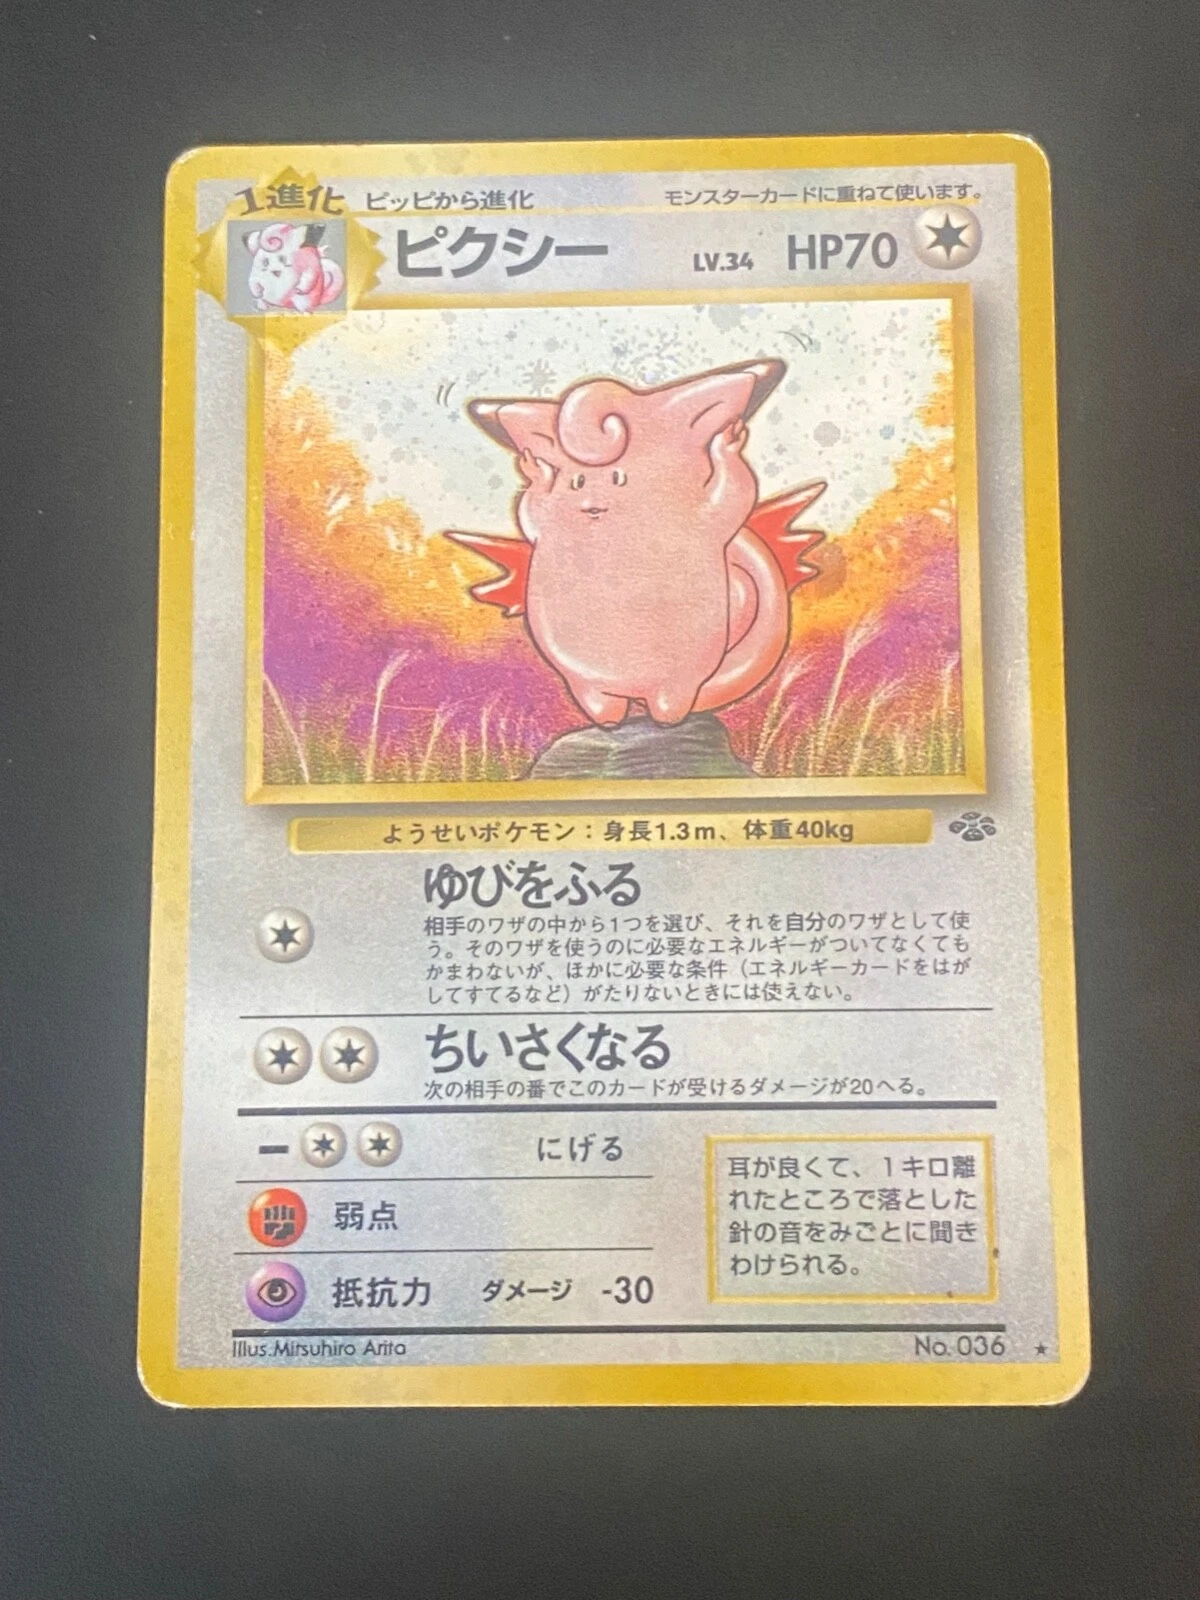 1進化 ピッピから進化 モンスターカードに重ねて使います。
ピクシー LV.34 HP70
ようせいポケモン：身長1.3m、体重40kg
ゆびをふる
相手のワザの中から1つを選び、それを自分のワザとして使
う。そのワザを使うのに必要なエネルギーがついてなくても
かまわないが、ほかに必要な条件（エネルギーカードをはが
してすてるなど）がたりないときには使えない。
ちいさくなる
次の相手の番でこのカードが受けるダメージが20へる。
にげる
弱点
抵抗力 ダメージ -30
耳が良くて、1キロ離
れたところで落とした
針の音をみごとに聞き
わけられる。
Illus.Mitsuhiro Arita No.036 ★